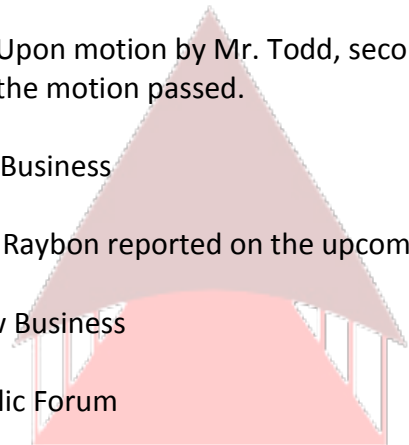 Upon motion by Mr. Todd, seco
the motion passed.
Business
Raybon reported on the upcom
w Business
lic Forum